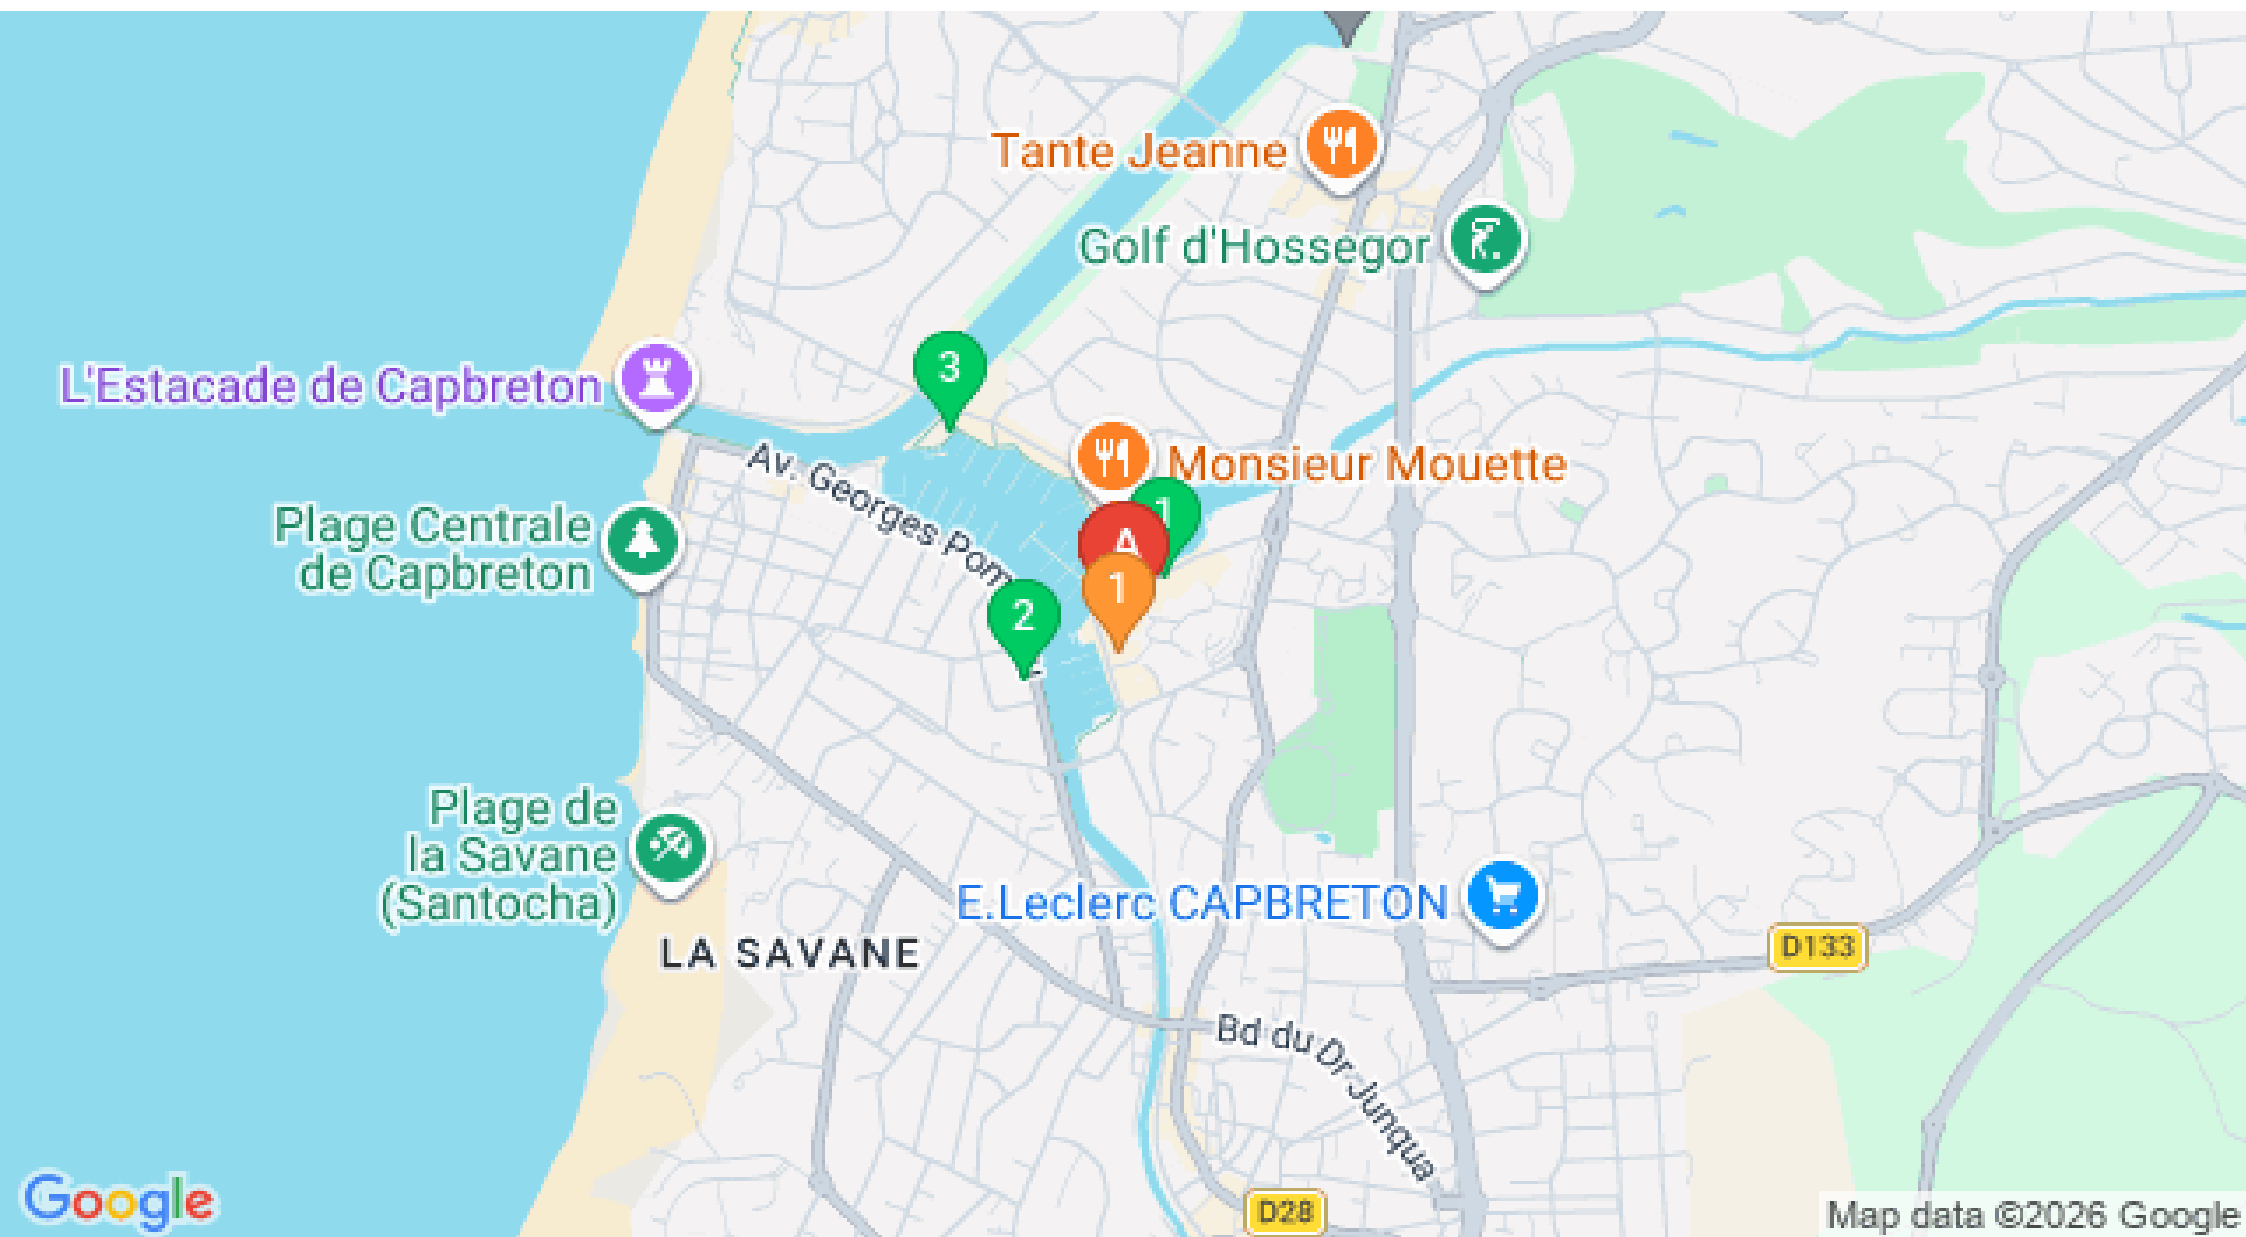 Tante Jeanne
Golf d'Hossegor
3
L'Estacade de Capbreton
Monsieur Mouette
Av. Georges Pom
Plage Centrale
de Capbreton
1
A
1
2
Plage de
la Savane
(Santocha)
E.Leclerc CAPBRETON
LA SAVANE
D133
Bd du Dr Junqua
Google
D28
Map data ©2026 Google